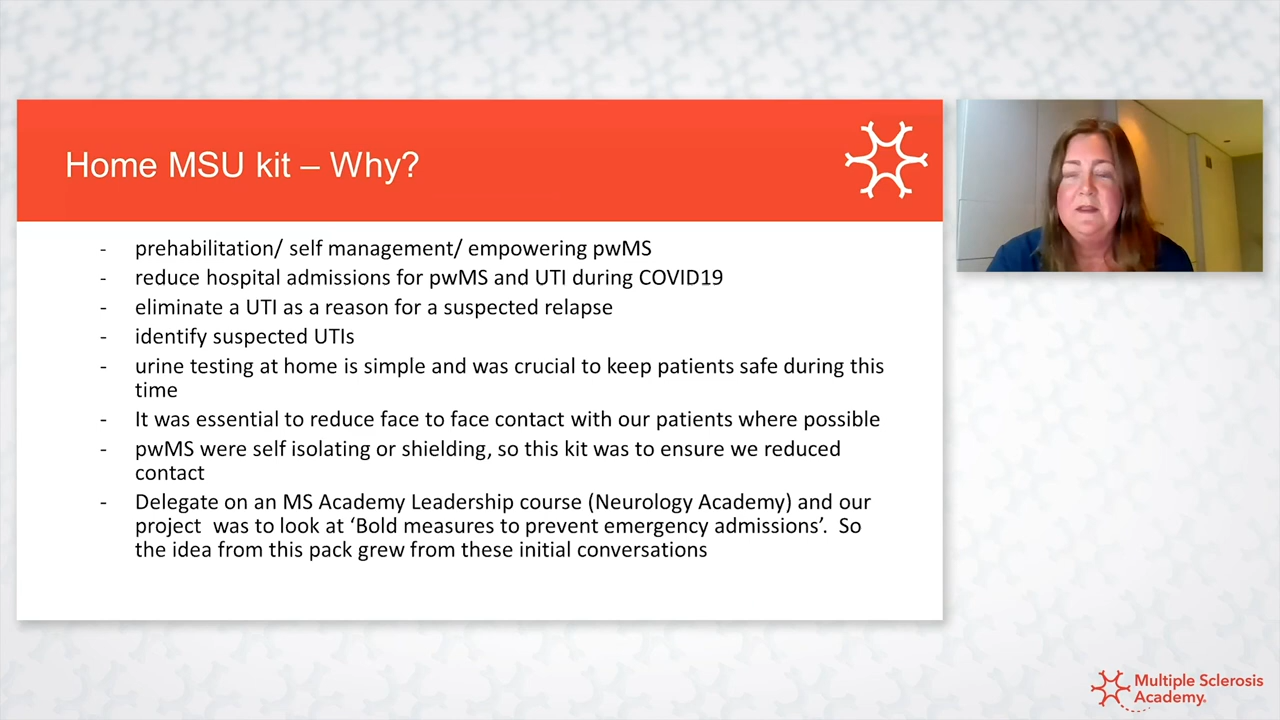 Home MSU kit – Why?
- prehabilitation/ self management/ empowering pwMS
- reduce hospital admissions for pwMS and UTI during COVID19
- eliminate a UTI as a reason for a suspected relapse
- identify suspected UTIs
- urine testing at home is simple and was crucial to keep patients safe during this
time
- It was essential to reduce face to face contact with our patients where possible
- pwMS were self isolating or shielding, so this kit was to ensure we reduced
contact
- Delegate on an MS Academy Leadership course (Neurology Academy) and our
project  was to look at ‘Bold measures to prevent emergency admissions’.  So
the idea from this pack grew from these initial conversations
Multiple Sclerosis
Academy.